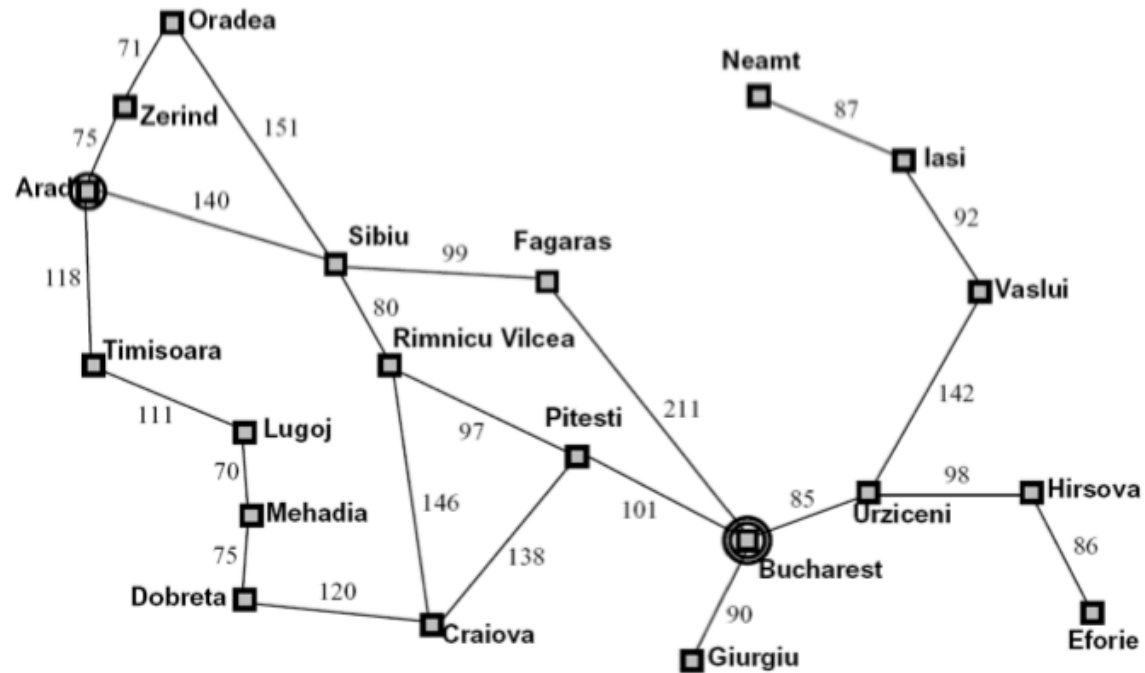 Oradea
71
Neamt
Zerind
87
75
151
Iasi
Arad
140
92
Sibiu
Fagaras
99
118
Vaslui
80
Timisoara
Rimnicu Vilcea
142
111
Lugoj
97
Pitesti
211
70
146
98
Hirsova
Mehadia
101
85
Urziceni
75
138
86
Bucharest
Dobreta
120
90
Craiova
Eforie
Giurgiu